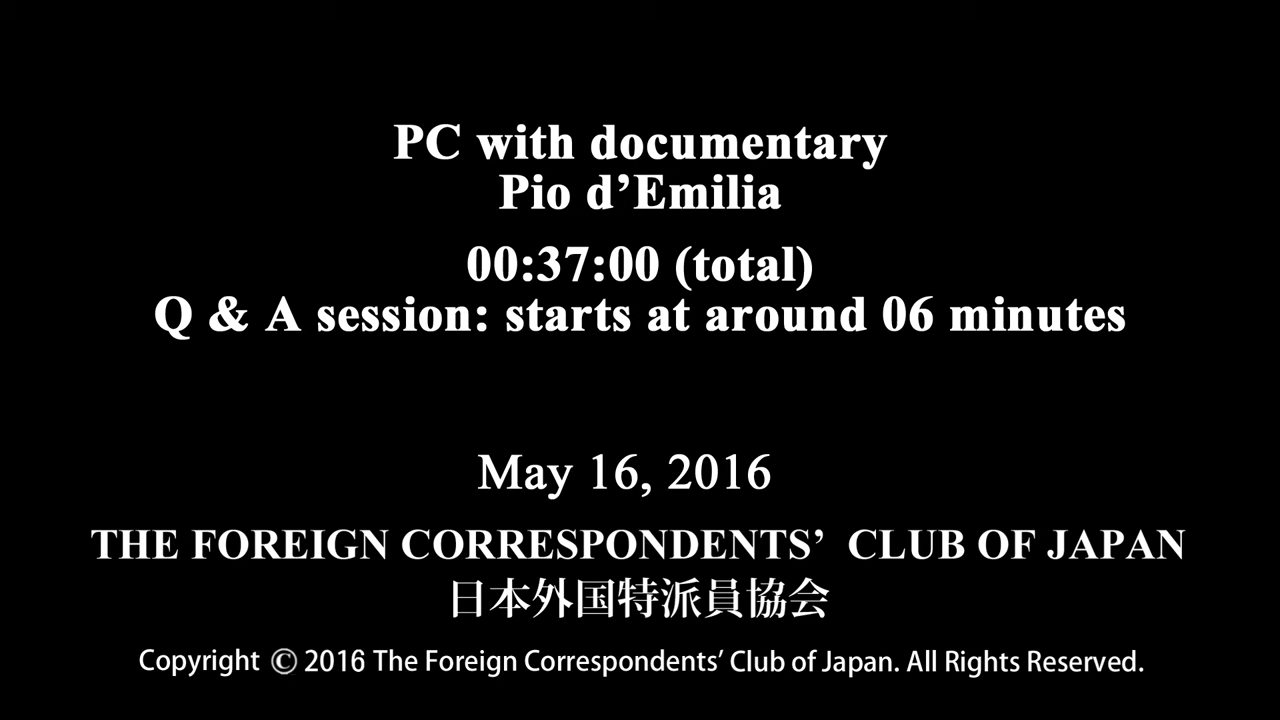 PC with documentary
Pio d’Emilia
00:37:00 (total)
Q & A session: starts at around 06 minutes
May 16, 2016
THE FOREIGN CORRESPONDENTS’ CLUB OF JAPAN
日本外国特派員協会
Copyright © 2016 The Foreign Correspondents’ Club of Japan. All Rights Reserved.